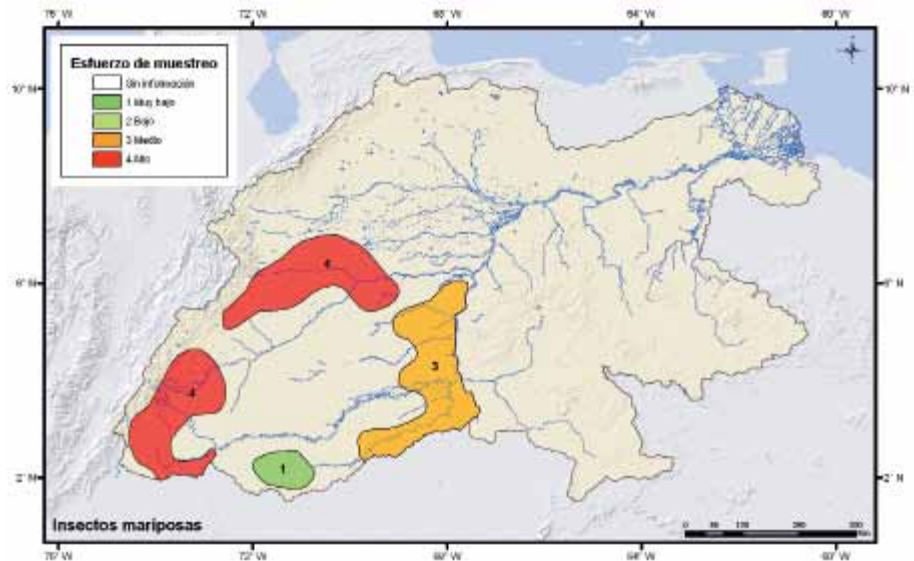 76° W 72° W 68° W 64° W 60° W
Esfuerzo de muestreo
Sin información
1 Muy bajo
2 Bajo
3 Medio
4 Alto
10° N 10° N
6° N 6° N
4
3
4
1
2° N 2° N
Insectos mariposas
76° W 72° W 68° W 64° W 60° W